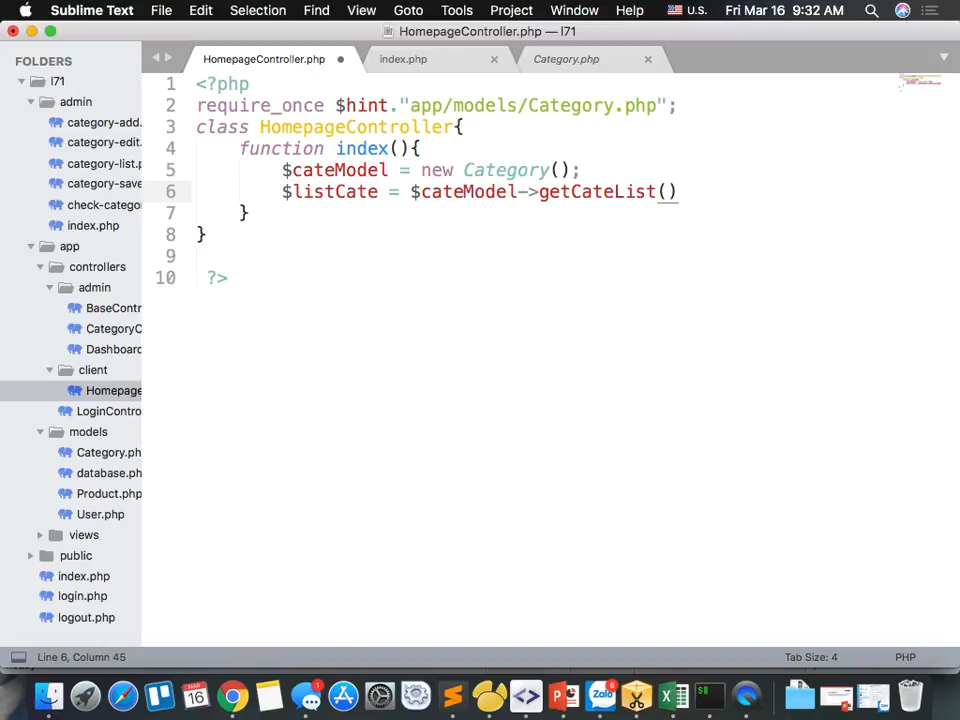 Sublime Text File Edit Selection Find View Goto Tools Project Window Help U.S. Fri Mar 16 9:32 AM
HomepageController.php — l71
FOLDERS
l71
admin
category-add.
category-edit.
category-list.p
category-save
check-catego
index.php
app
controllers
admin
BaseContr
CategoryC
Dashboard
client
Homepage
LoginContro
models
Category.ph
database.ph
Product.php
User.php
views
public
index.php
login.php
logout.php
HomepageController.php index.php Category.php
1 <?php
2 require_once $hint."app/models/Category.php";
3 class HomepageController{
4 function index(){
5 $cateModel = new Category();
6 $listCate = $cateModel->getCateList()
7 }
8 }
9
10 ?>
Line 6, Column 45 Tab Size: 4 PHP
MAR
16
1
Zalo
6